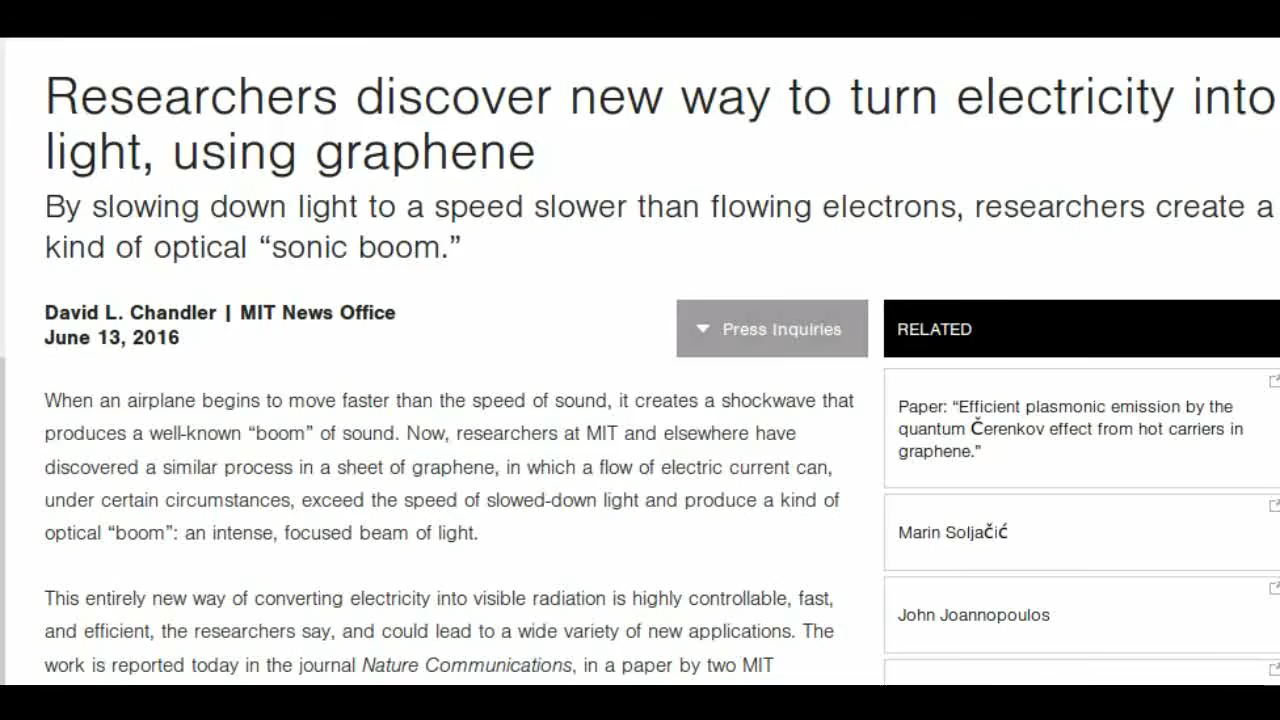 Researchers discover new way to turn electricity into
light, using graphene
By slowing down light to a speed slower than flowing electrons, researchers create a
kind of optical “sonic boom.”
David L. Chandler | MIT News Office
June 13, 2016
Press Inquiries
When an airplane begins to move faster than the speed of sound, it creates a shockwave that
produces a well-known “boom” of sound. Now, researchers at MIT and elsewhere have
discovered a similar process in a sheet of graphene, in which a flow of electric current can,
under certain circumstances, exceed the speed of slowed-down light and produce a kind of
optical “boom”: an intense, focused beam of light.
This entirely new way of converting electricity into visible radiation is highly controllable, fast,
and efficient, the researchers say, and could lead to a wide variety of new applications. The
work is reported today in the journal Nature Communications, in a paper by two MIT
RELATED
Paper: “Efficient plasmonic emission by the
quantum Čerenkov effect from hot carriers in
graphene.”
Marin Soljačić
John Joannopoulos